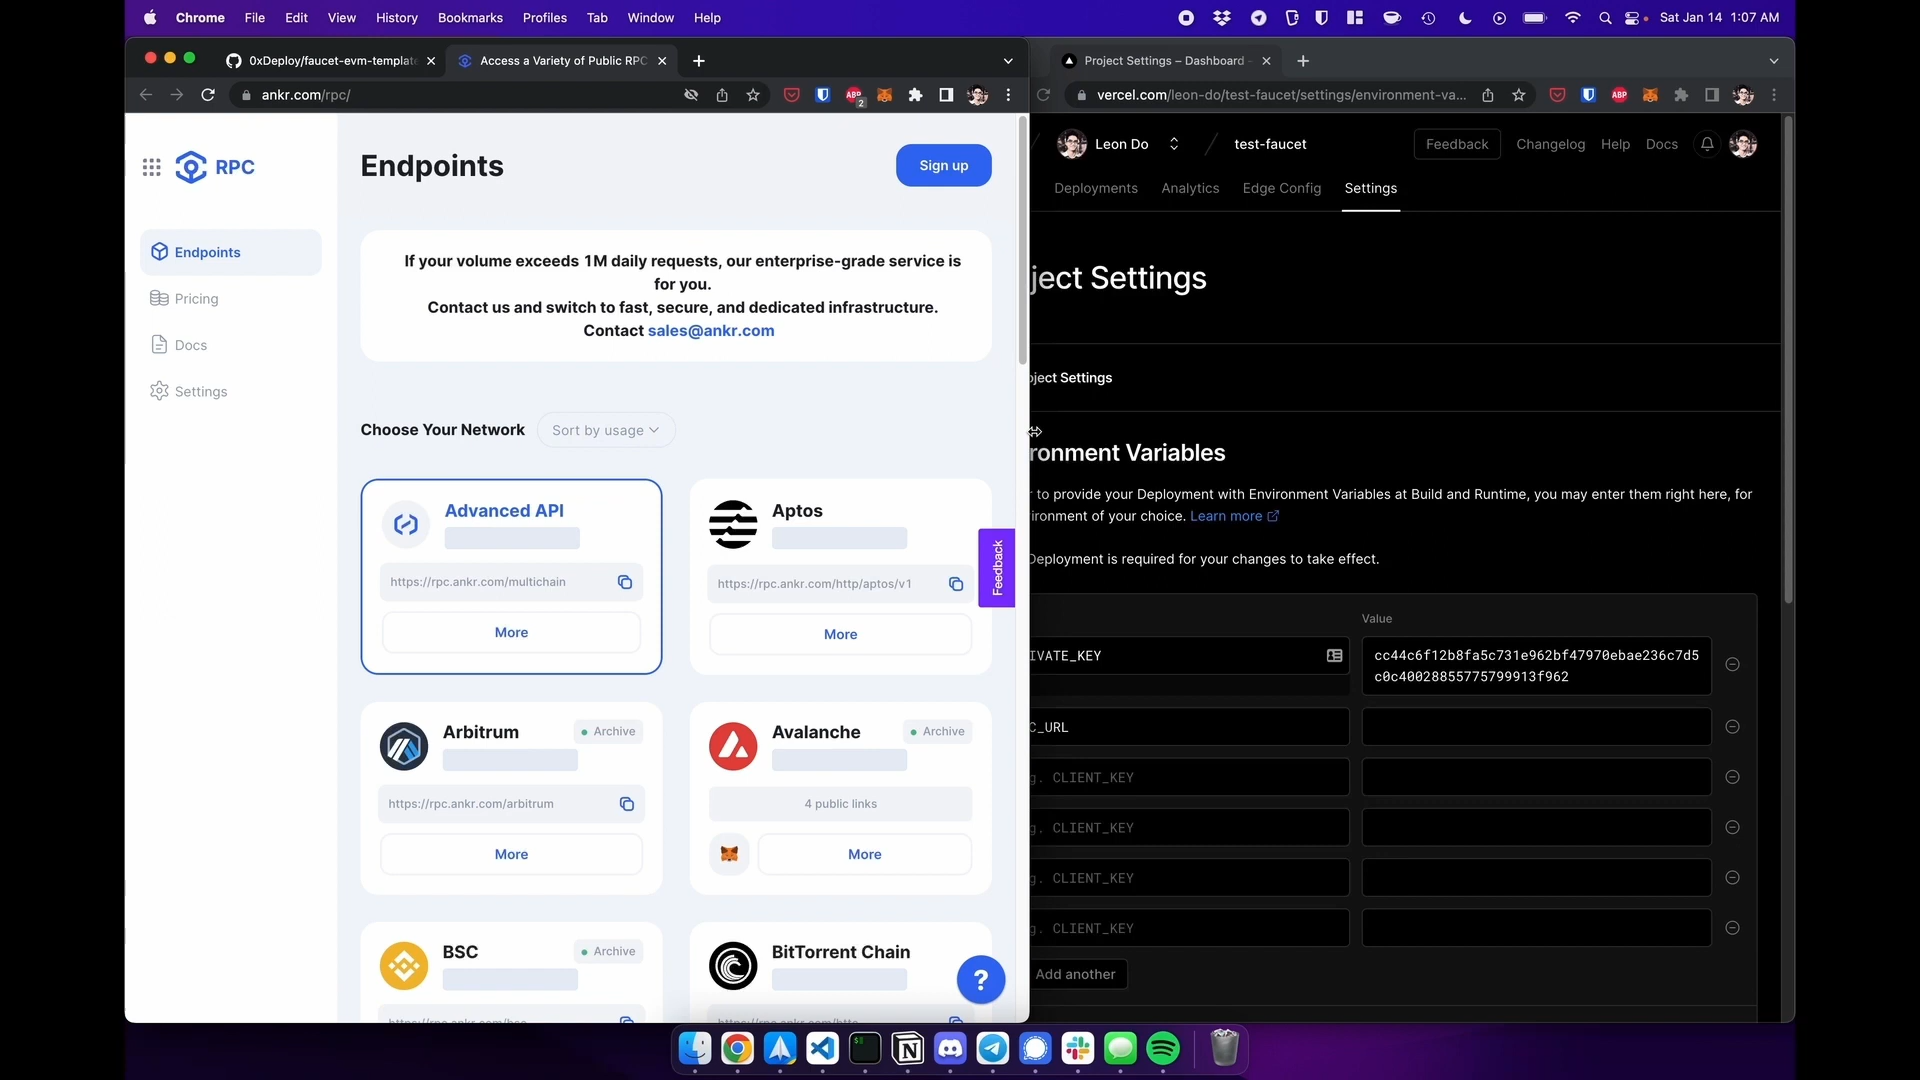 Chrome File Edit View History Bookmarks Profiles Tab Window Help
Sat Jan 14 1:07 AM
0xDeploy/faucet-evm-templat
Access a Variety of Public RPC
ankr.com/rpc/
2
RPC
Endpoints
Pricing
Docs
Settings
Endpoints
Sign up
If your volume exceeds 1M daily requests, our enterprise-grade service is
for you.
Contact us and switch to fast, secure, and dedicated infrastructure.
Contact sales@ankr.com
Choose Your Network
Sort by usage
Advanced API
https://rpc.ankr.com/multichain
More
Aptos
https://rpc.ankr.com/http/aptos/v1
More
Feedback
Arbitrum
Archive
https://rpc.ankr.com/arbitrum
More
Avalanche
Archive
4 public links
More
BSC
Archive
BitTorrent Chain
?
Project Settings – Dashboard
vercel.com/leon-do/test-faucet/settings/environment-va...
Leon Do
/
test-faucet
Feedback
Changelog
Help
Docs
Deployments
Analytics
Edge Config
Settings
ject Settings
ject Settings
ronment Variables
to provide your Deployment with Environment Variables at Build and Runtime, you may enter them right here, for
ironment of your choice. Learn more
Deployment is required for your changes to take effect.
Value
IVATE_KEY
cc44c6f12b8fa5c731e962bf47970ebae236c7d5
c0c40028855775799913f962
C_URL
g. CLIENT_KEY
g. CLIENT_KEY
g. CLIENT_KEY
g. CLIENT_KEY
Add another